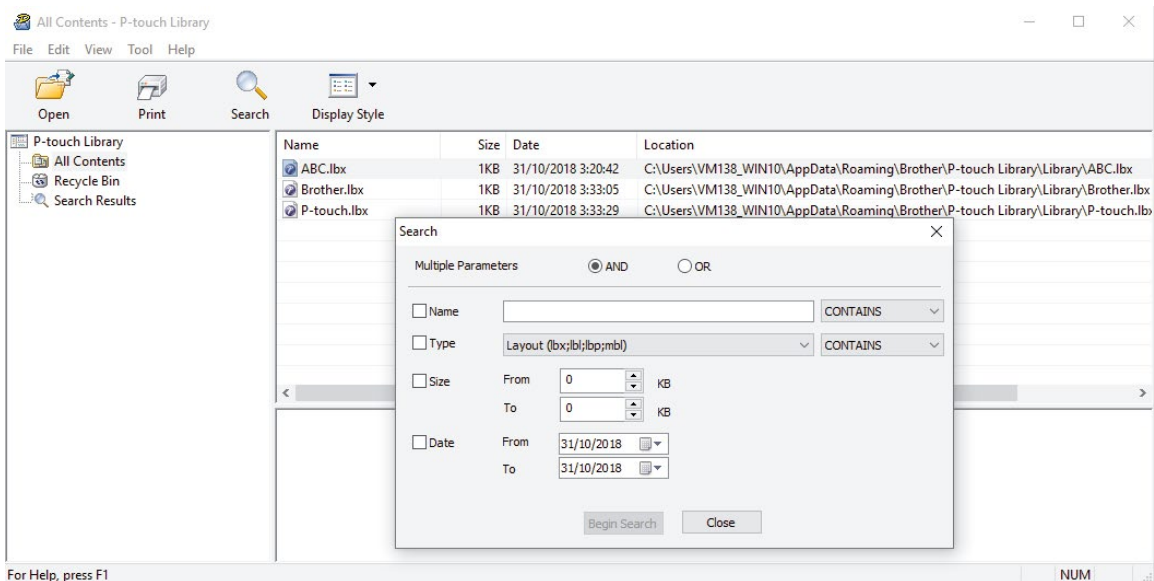 All Contents - P-touch Library
File Edit View Tool Help
Open Print Search Display Style
P-touch Library
All Contents
Recycle Bin
Search Results
Name Size Date Location
ABC.lbx 1KB 31/10/2018 3:20:42 C:\Users\VM138_WIN10\AppData\Roaming\Brother\P-touch Library\Library\ABC.lbx
Brother.lbx 1KB 31/10/2018 3:33:05 C:\Users\VM138_WIN10\AppData\Roaming\Brother\P-touch Library\Library\Brother.lbx
P-touch.lbx 1KB 31/10/2018 3:33:29 C:\Users\VM138_WIN10\AppData\Roaming\Brother\P-touch Library\Library\P-touch.lbx
Search
Multiple Parameters AND OR
Name CONTAINS
Type Layout (lbx;lbl;lbp;mbl) CONTAINS
Size From 0 KB
To 0 KB
Date From 31/10/2018
To 31/10/2018
Begin Search Close
For Help, press F1 NUM